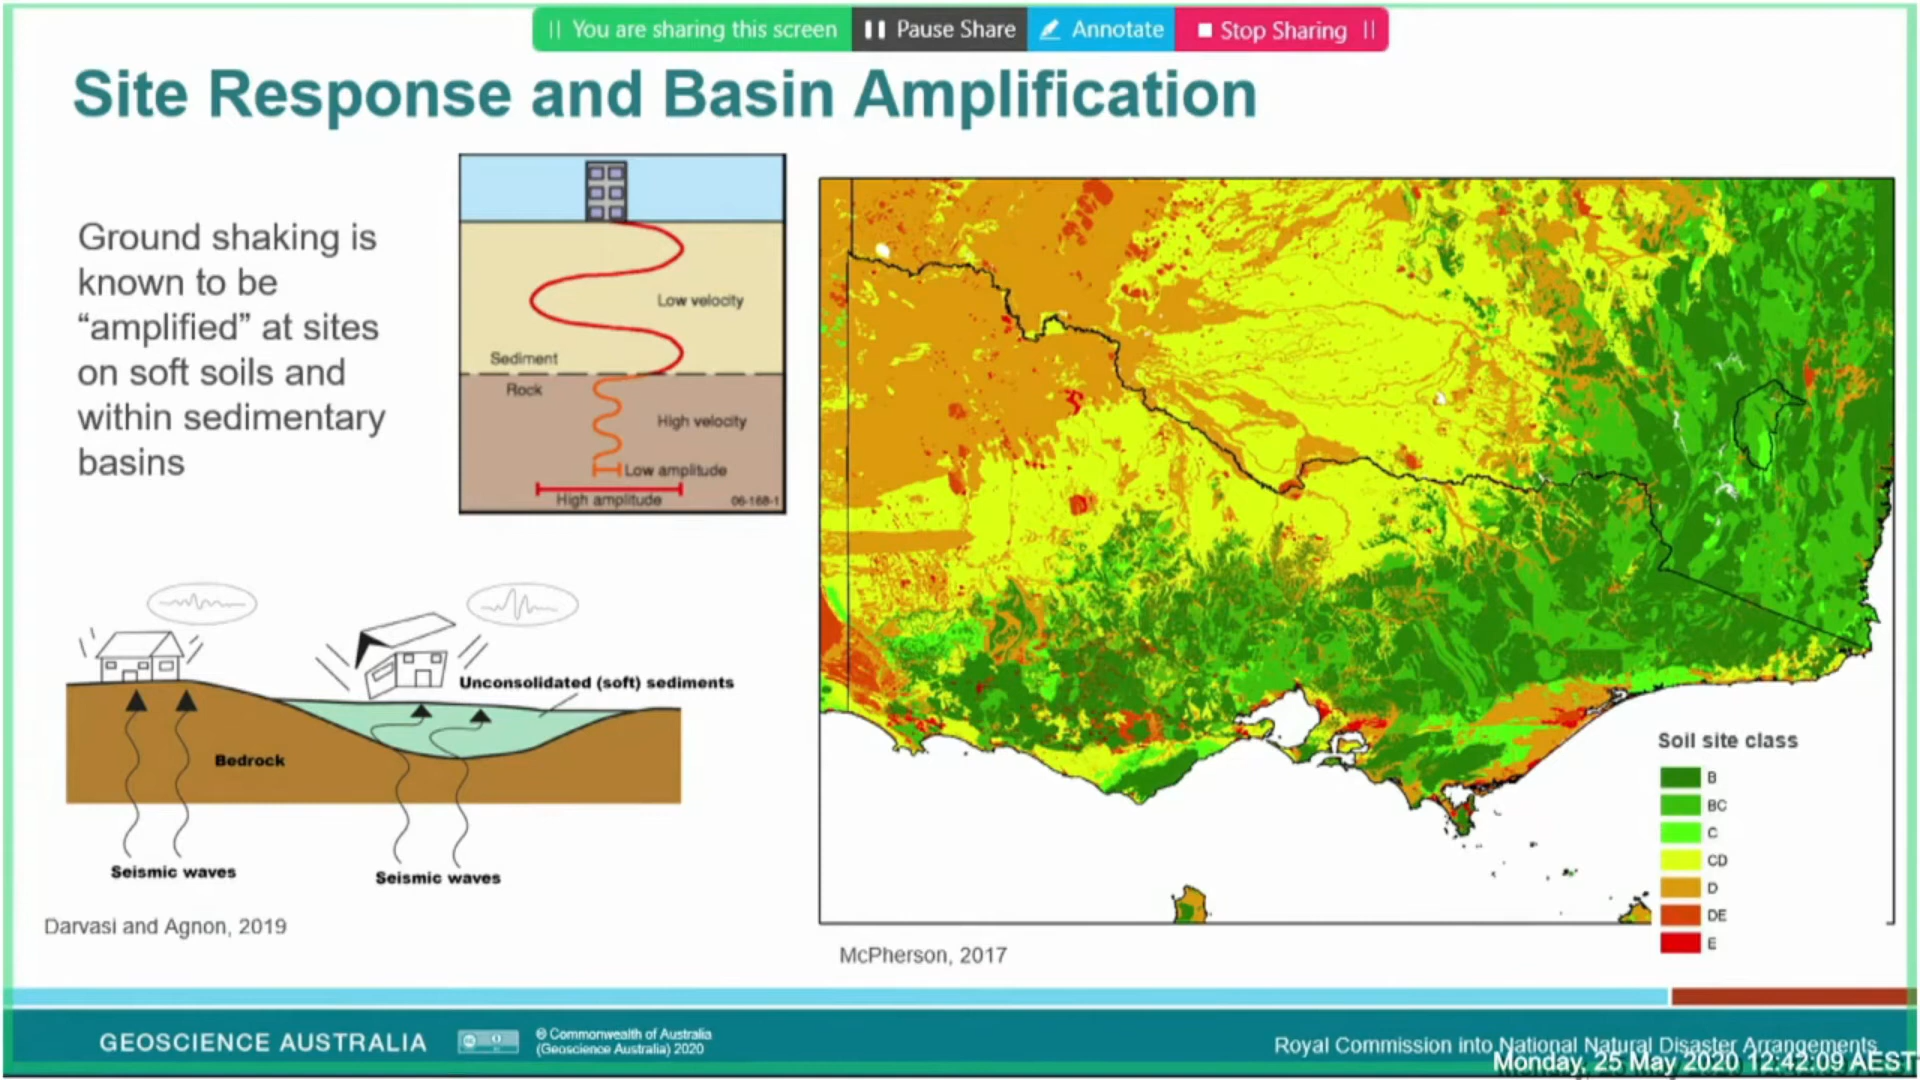 You are sharing this screen
Pause Share
Annotate
Stop Sharing
Site Response and Basin Amplification
Ground shaking is
known to be
“amplified” at sites
on soft soils and
within sedimentary
basins
Low velocity
Sediment
Rock
High velocity
Low amplitude
High amplitude
06-168-1
Unconsolidated (soft) sediments
Bedrock
Seismic waves
Seismic waves
Darvasi and Agnon, 2019
Soil site class
B
BC
C
CD
D
DE
E
McPherson, 2017
GEOSCIENCE AUSTRALIA
© Commonwealth of Australia
(Geoscience Australia) 2020
Royal Commission into National Natural Disaster Arrangements
Monday, 25 May 2020 12:42:09 AEST